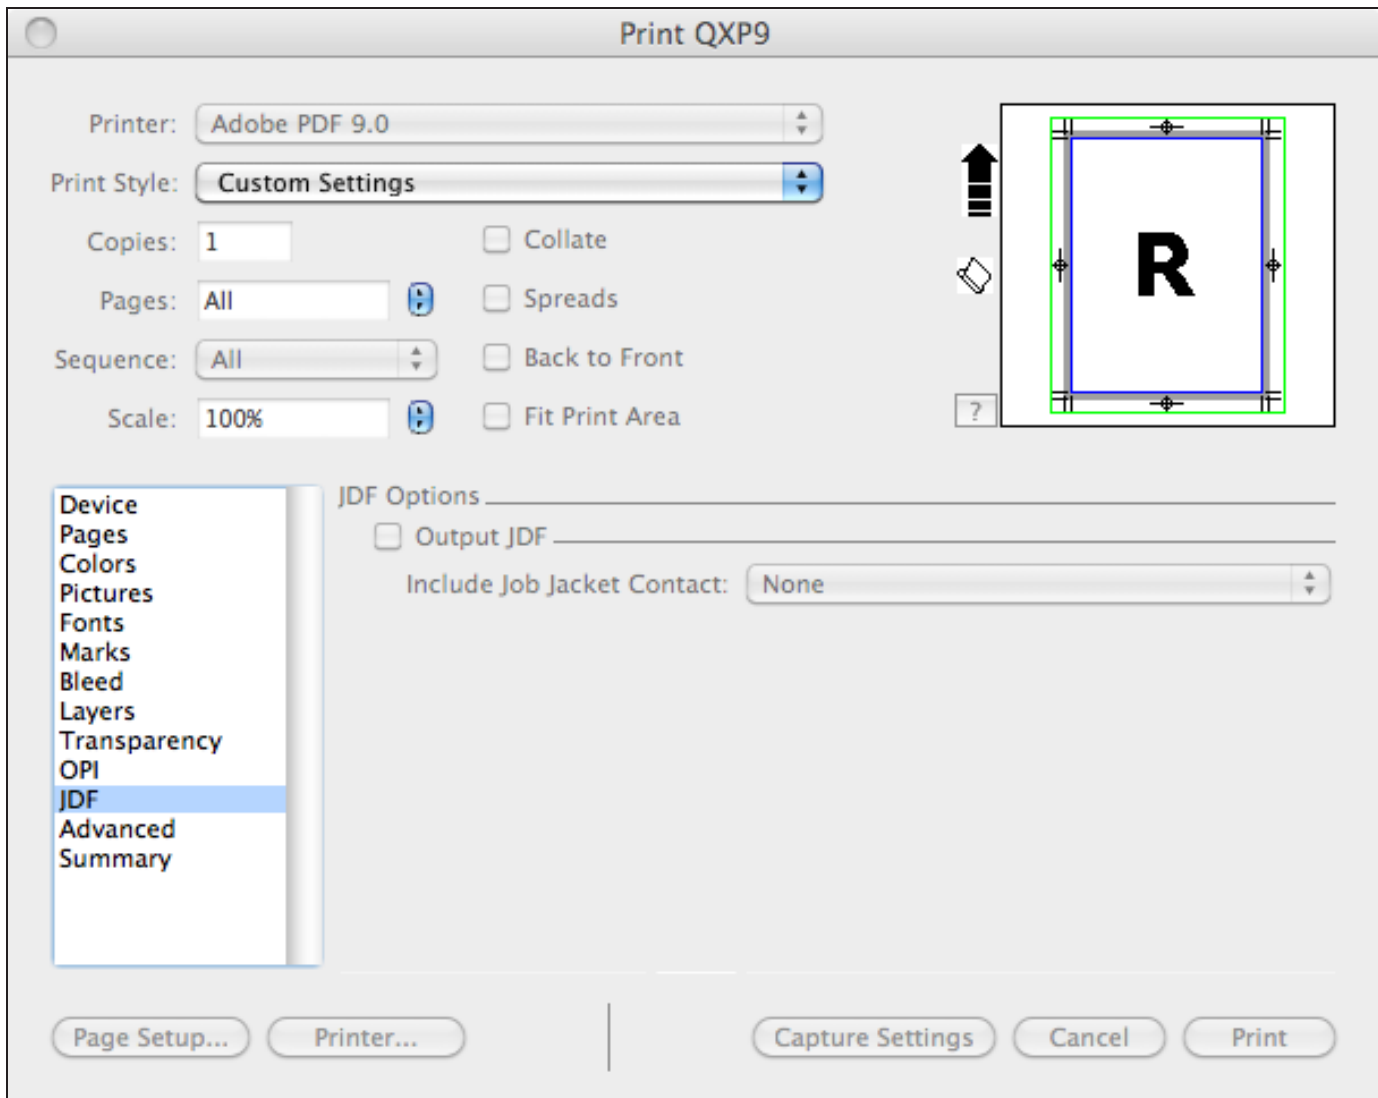 Print QXP9
Printer: Adobe PDF 9.0
Print Style: Custom Settings
Copies: 1 Collate
Pages: All Spreads
Sequence: All Back to Front
Scale: 100% Fit Print Area
R
?
Device
Pages
Colors
Pictures
Fonts
Marks
Bleed
Layers
Transparency
OPI
JDF
Advanced
Summary
JDF Options
Output JDF
Include Job Jacket Contact: None
Page Setup... Printer... Capture Settings Cancel Print